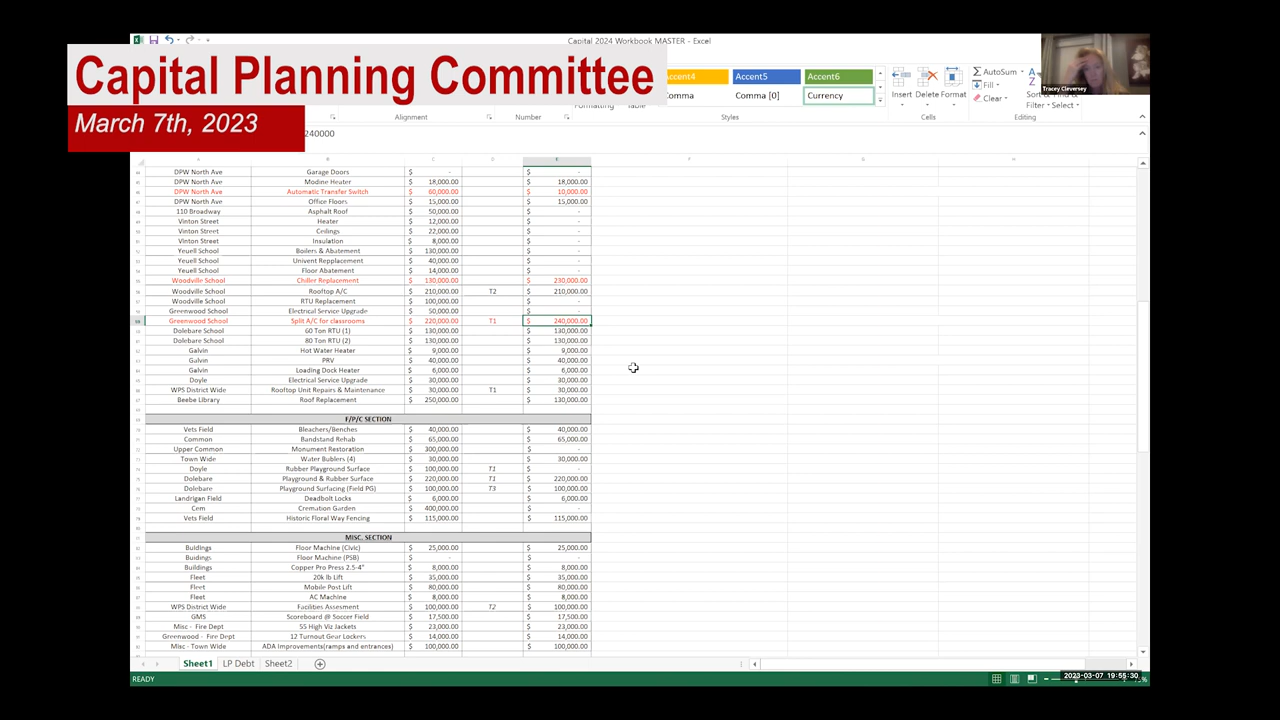 Capital 2024 Workbook MASTER - Excel
Capital Planning Committee
March 7th, 2023
Accent4 Accent5 Accent6
Comma Comma [0] Currency
Insert Delete Format
AutoSum
Fill
Clear
Filter Select
Tracey Cleversey
Alignment Number Styles Cells Editing
240000
DPW North Ave Garage Doors $ - $ -
DPW North Ave Modine Heater $ 18,000.00 $ 18,000.00
DPW North Ave Automatic Transfer Switch $ 60,000.00 $ 10,000.00
DPW North Ave Office Floors $ 15,000.00 $ 15,000.00
110 Broadway Asphalt Roof $ 50,000.00 $ -
Vinton Street Heater $ 12,000.00 $ -
Vinton Street Ceilings $ 22,000.00 $ -
Vinton Street Insulation $ 8,000.00 $ -
Yeuell School Boilers & Abatement $ 130,000.00 $ -
Yeuell School Univent Repplacement $ 40,000.00 $ -
Yeuell School Floor Abatement $ 14,000.00 $ -
Woodville School Chiller Replacement $ 130,000.00 $ 230,000.00
Woodville School Rooftop A/C $ 210,000.00 T2 $ 210,000.00
Woodville School RTU Replacement $ 100,000.00 $ -
Greenwood School Electrical Service Upgrade $ 50,000.00 $ -
Greenwood School Split A/C for classrooms $ 220,000.00 T1 $ 240,000.00
Dolebare School 60 Ton RTU (1) $ 130,000.00 $ 130,000.00
Dolebare School 80 Ton RTU (2) $ 130,000.00 $ 130,000.00
Galvin Hot Water Heater $ 9,000.00 $ 9,000.00
Galvin PRV $ 40,000.00 $ 40,000.00
Galvin Loading Dock Heater $ 6,000.00 $ 6,000.00
Doyle Electrical Service Upgrade $ 30,000.00 $ 30,000.00
WPS District Wide Rooftop Unit Repairs & Maintenance $ 30,000.00 T1 $ 30,000.00
Beebe Library Roof Replacement $ 250,000.00 $ 130,000.00
F/P/C SECTION
Vets Field Bleachers/Benches $ 40,000.00 $ 40,000.00
Common Bandstand Rehab $ 65,000.00 $ 65,000.00
Upper Common Monument Restoration $ 300,000.00 $ -
Town Wide Water Bublers (4) $ 30,000.00 $ 30,000.00
Doyle Rubber Playground Surface $ 100,000.00 T1 $ -
Dolebare Playground & Rubber Surface $ 220,000.00 T1 $ 220,000.00
Dolebare Playground Surfacing (Field PG) $ 100,000.00 T3 $ 100,000.00
Landrigan Field Deadbolt Locks $ 6,000.00 $ 6,000.00
Cem Cremation Garden $ 400,000.00 $ -
Vets Field Historic Floral Way Fencing $ 115,000.00 $ 115,000.00
MISC. SECTION
Buildings Floor Machine (Civic) $ 25,000.00 $ 25,000.00
Buidings Floor Machine (PSB) $ - $ -
Buildings Copper Pro Press 2.5-4" $ 8,000.00 $ 8,000.00
Fleet 20k lb Lift $ 35,000.00 $ 35,000.00
Fleet Mobile Post Lift $ 80,000.00 $ 80,000.00
Fleet AC Machine $ 8,000.00 $ 8,000.00
WPS District Wide Facilities Assesment $ 100,000.00 T2 $ 100,000.00
GMS Scoreboard @ Soccer Field $ 17,500.00 $ 17,500.00
Misc - Fire Dept 55 High Viz Jackets $ 23,000.00 $ 23,000.00
Greenwood - Fire Dept 12 Turnout Gear Lockers $ 14,000.00 $ 14,000.00
Misc - Town Wide ADA Improvements(ramps and entrances) $ 100,000.00 $ 100,000.00
Sheet1 LP Debt Sheet2
READY
2023-03-07 19:55:30